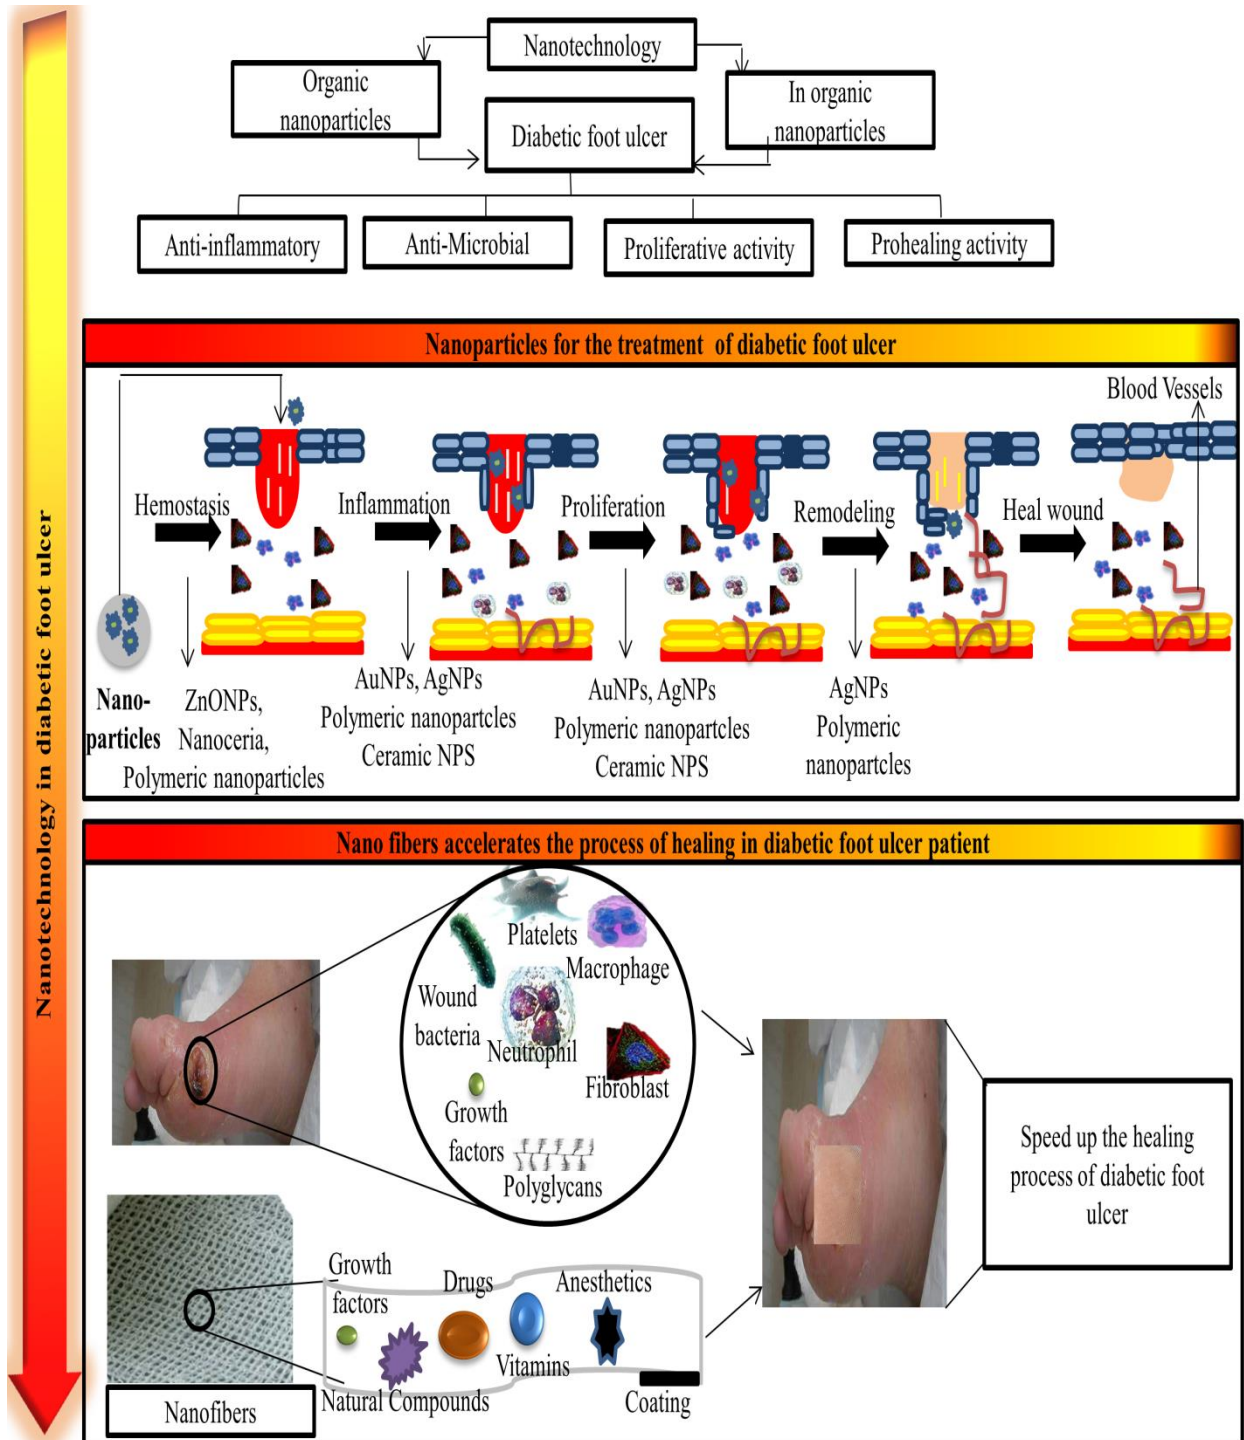 Nanotechnology in diabetic foot ulcer
Nanotechnology
Organic
nanoparticles
In organic
nanoparticles
Diabetic foot ulcer
Anti-inflammatory
Anti-Microbial
Proliferative activity
Prohealing activity
Nanoparticles for the treatment of diabetic foot ulcer
Blood Vessels
Hemostasis
Inflammation
Proliferation
Remodeling
Heal wound
Nano-
particles
ZnONPs,
Nanoceria,
Polymeric nanoparticles
AuNPs, AgNPs
Polymeric nanopartcles
Ceramic NPS
AuNPs, AgNPs
Polymeric nanopartcles
Ceramic NPS
AgNPs
Polymeric
nanopartcles
Nano fibers accelerates the process of healing in diabetic foot ulcer patient
Platelets
Macrophage
Wound
bacteria
Neutrophil
Fibroblast
Growth
factors
Polyglycans
Speed up the healing
process of diabetic foot
ulcer
Growth
factors
Drugs
Anesthetics
Vitamins
Natural Compounds
Coating
Nanofibers